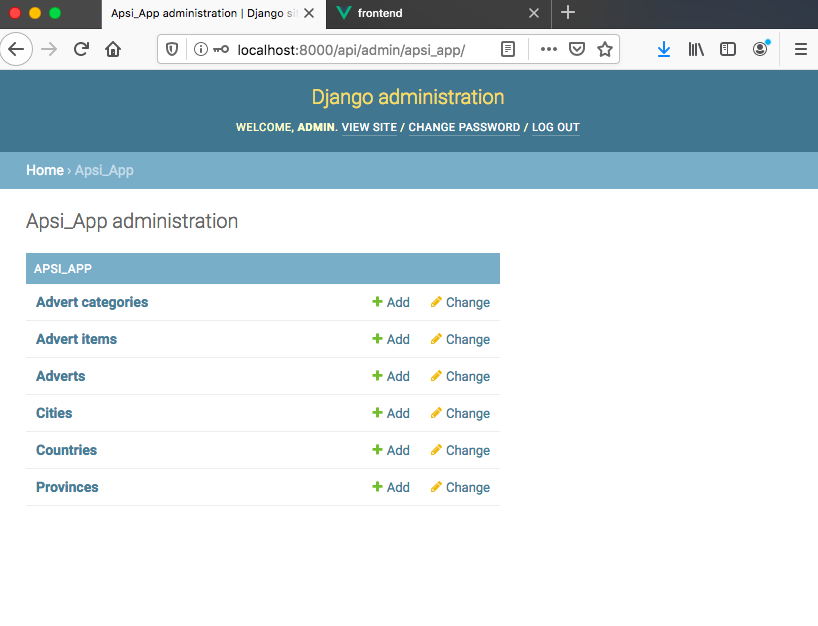 Apsi_App administration | Django si
frontend
localhost:8000/api/admin/apsi_app/
Django administration
WELCOME, ADMIN. VIEW SITE / CHANGE PASSWORD / LOG OUT
Home › Apsi_App
Apsi_App administration
APSI_APP
Advert categories Add Change
Advert items Add Change
Adverts Add Change
Cities Add Change
Countries Add Change
Provinces Add Change